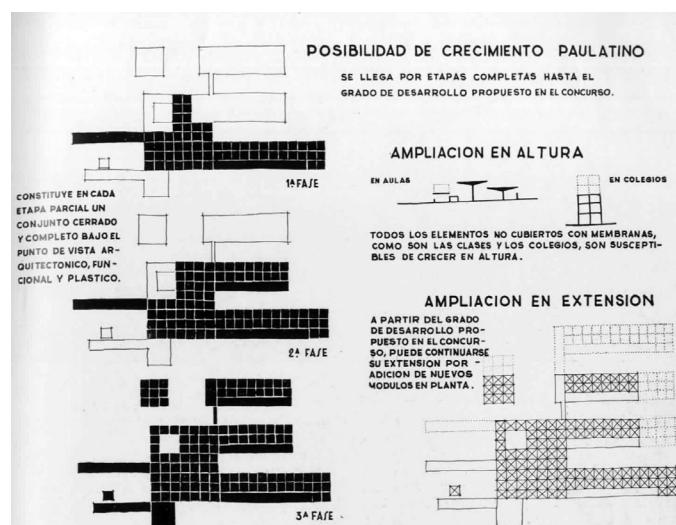 POSIBILIDAD DE CRECIMIENTO PAULATINO
SE LLEGA POR ETAPAS COMPLETAS HASTA EL
GRADO DE DESARROLLO PROPUESTO EN EL CONCURSO.
1ª FASE
CONSTITUYE EN CADA
ETAPA PARCIAL UN
CONJUNTO CERRADO
Y COMPLETO BAJO EL
PUNTO DE VISTA AR-
QUITECTONICO, FUN-
CIONAL Y PLASTICO.
2ª FASE
3ª FASE
AMPLIACION EN ALTURA
EN AULAS
EN COLEGIOS
TODOS LOS ELEMENTOS NO CUBIERTOS CON MEMBRANAS,
COMO SON LAS CLASES Y LOS COLEGIOS, SON SUSCEPTI-
BLES DE CRECER EN ALTURA.
AMPLIACION EN EXTENSION
A PARTIR DEL GRADO
DE DESARROLLO PRO-
PUESTO EN EL CONCUR-
SO, PUEDE CONTINUARSE
SU EXTENSION POR -
ADICION DE NUEVOS
MODULOS EN PLANTA.